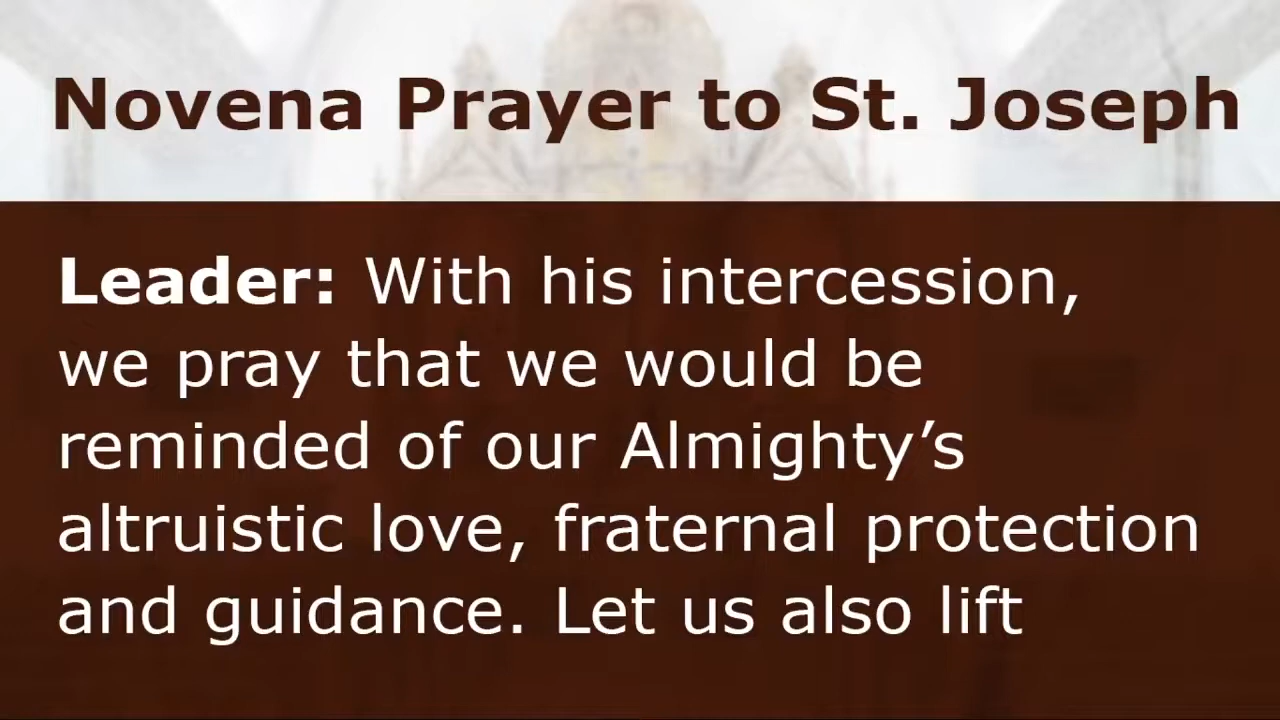 Novena Prayer to St. Joseph
Leader: With his intercession,
we pray that we would be
reminded of our Almighty’s
altruistic love, fraternal protection
and guidance. Let us also lift